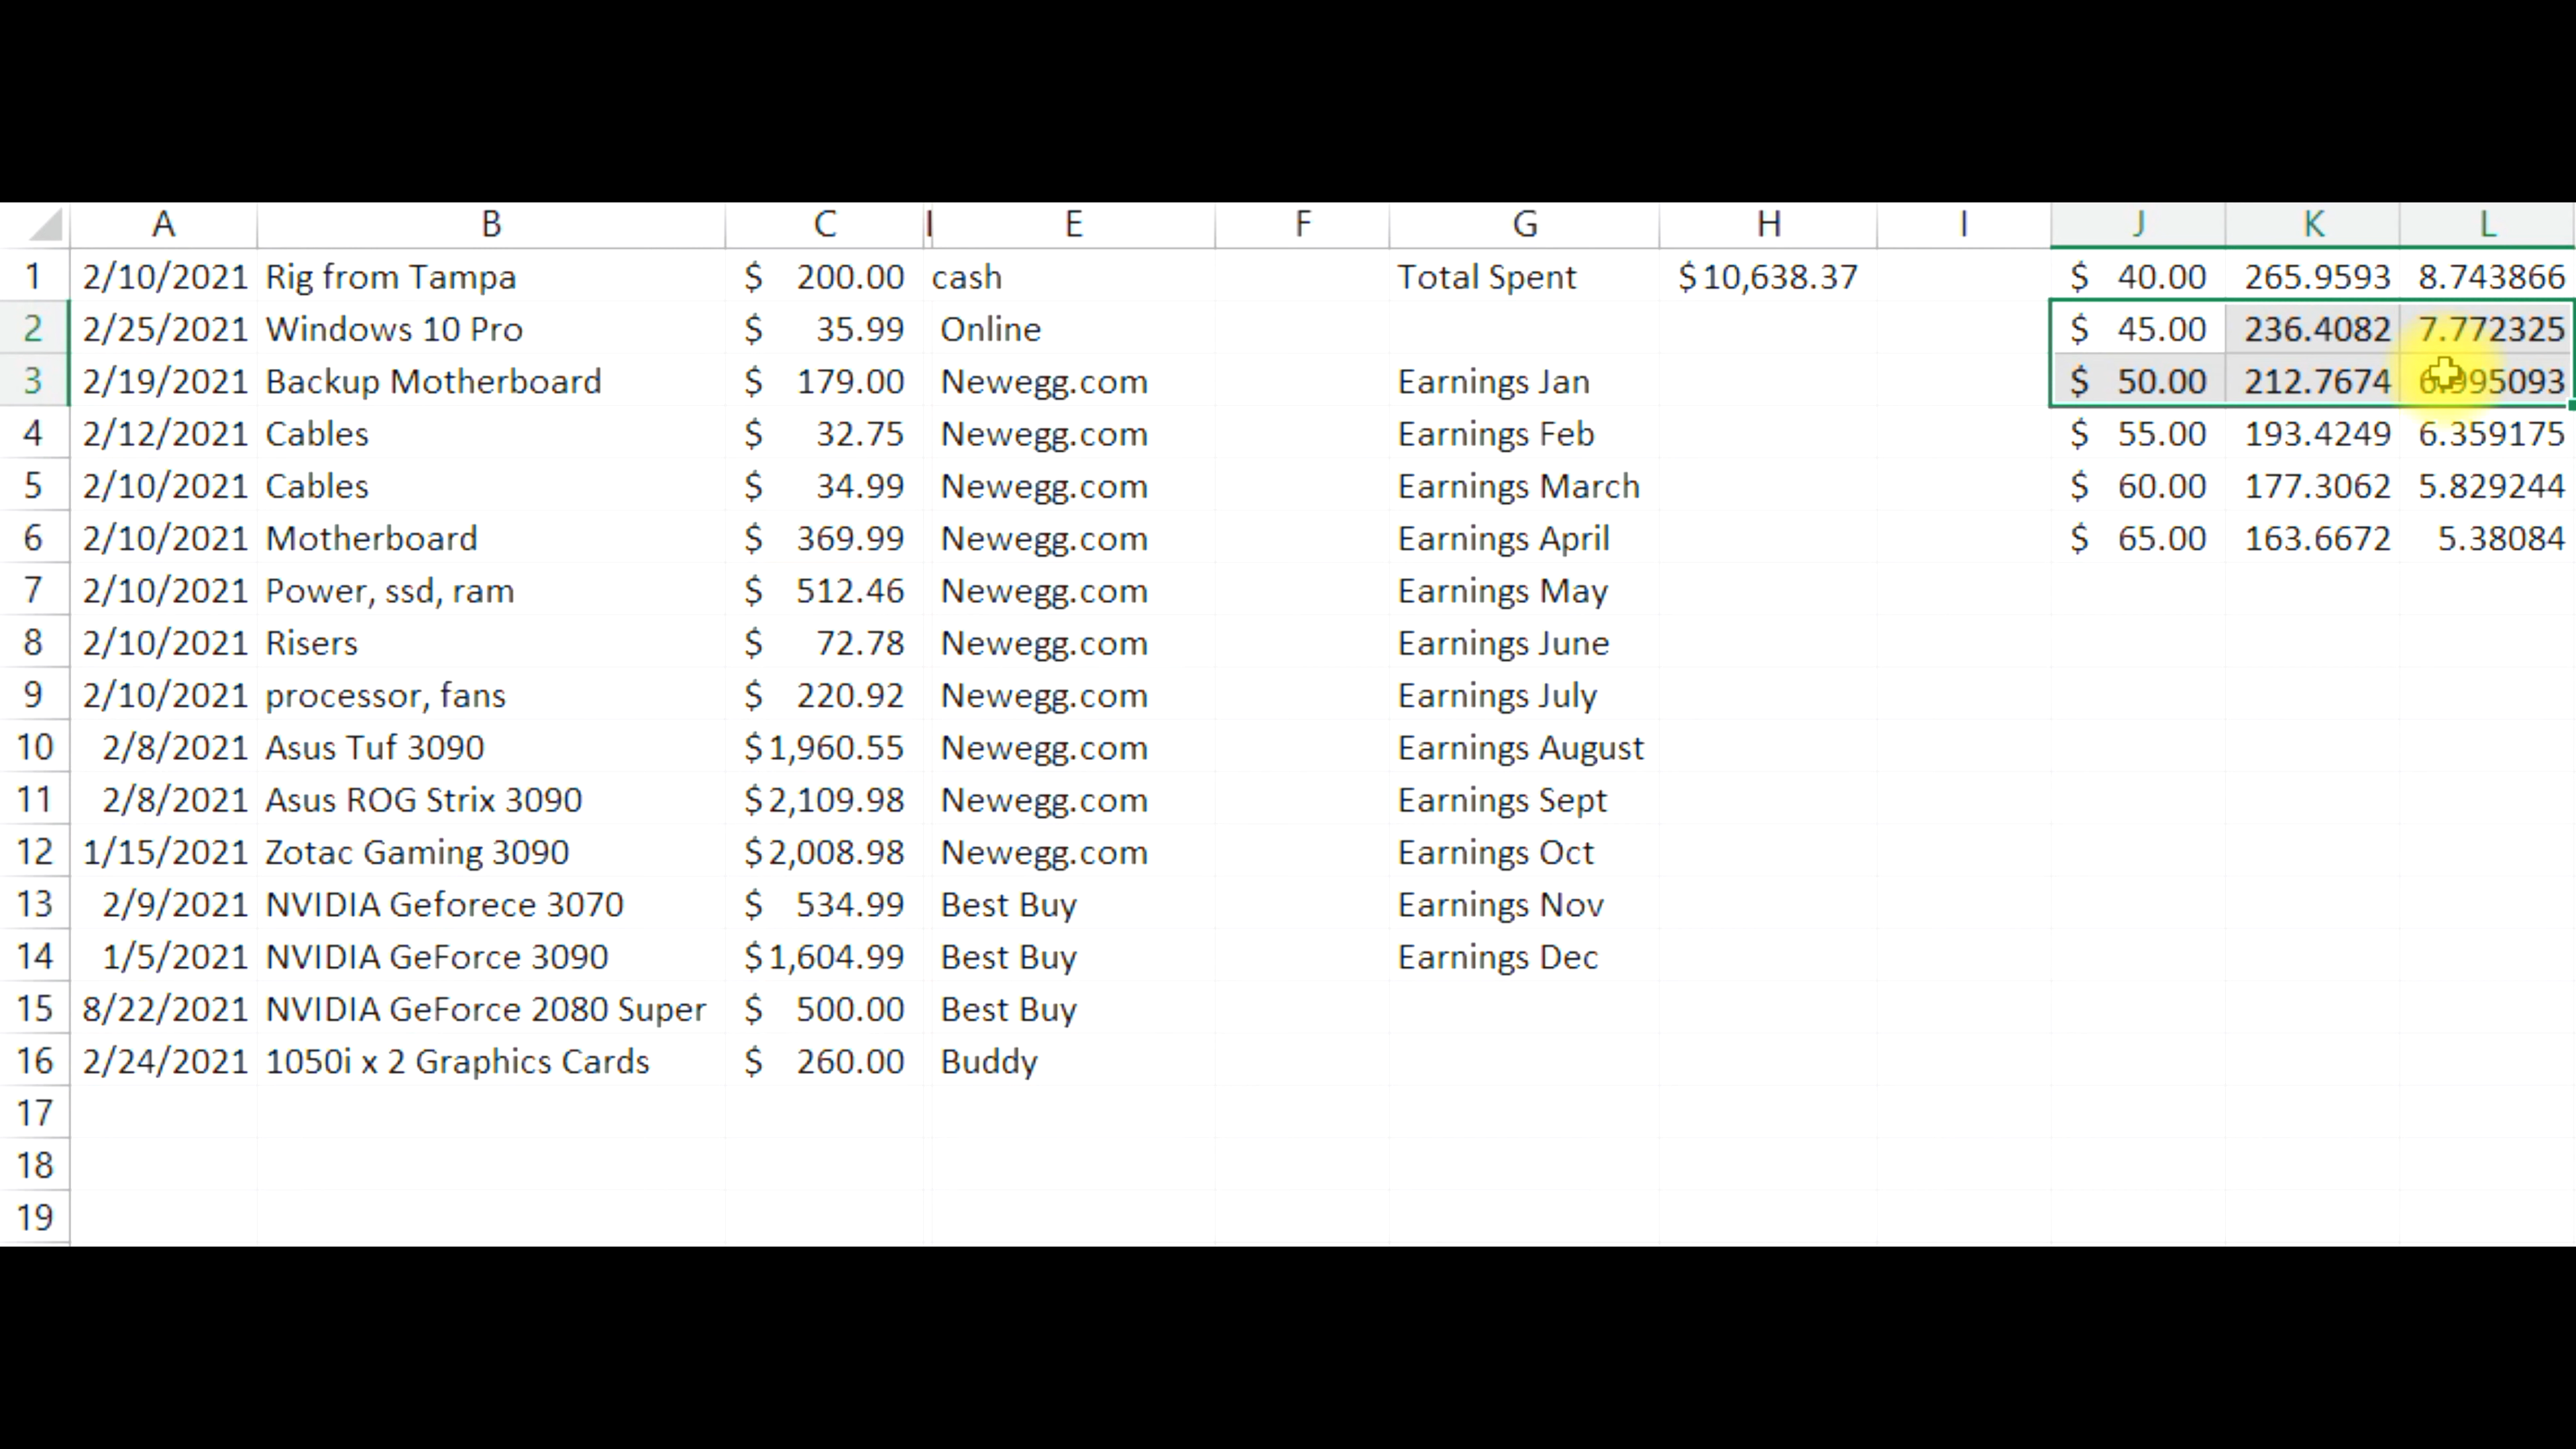 A B C I E F G H I J K L
1 2/10/2021 Rig from Tampa $ 200.00 cash Total Spent $ 10,638.37 $ 40.00 265.9593 8.743866
2 2/25/2021 Windows 10 Pro $ 35.99 Online $ 45.00 236.4082 7.772325
3 2/19/2021 Backup Motherboard $ 179.00 Newegg.com Earnings Jan $ 50.00 212.7674 6.995093
4 2/12/2021 Cables $ 32.75 Newegg.com Earnings Feb $ 55.00 193.4249 6.359175
5 2/10/2021 Cables $ 34.99 Newegg.com Earnings March $ 60.00 177.3062 5.829244
6 2/10/2021 Motherboard $ 369.99 Newegg.com Earnings April $ 65.00 163.6672 5.38084
7 2/10/2021 Power, ssd, ram $ 512.46 Newegg.com Earnings May
8 2/10/2021 Risers $ 72.78 Newegg.com Earnings June
9 2/10/2021 processor, fans $ 220.92 Newegg.com Earnings July
10 2/8/2021 Asus Tuf 3090 $ 1,960.55 Newegg.com Earnings August
11 2/8/2021 Asus ROG Strix 3090 $ 2,109.98 Newegg.com Earnings Sept
12 1/15/2021 Zotac Gaming 3090 $ 2,008.98 Newegg.com Earnings Oct
13 2/9/2021 NVIDIA Geforece 3070 $ 534.99 Best Buy Earnings Nov
14 1/5/2021 NVIDIA GeForce 3090 $ 1,604.99 Best Buy Earnings Dec
15 8/22/2021 NVIDIA GeForce 2080 Super $ 500.00 Best Buy
16 2/24/2021 1050i x 2 Graphics Cards $ 260.00 Buddy
17
18
19